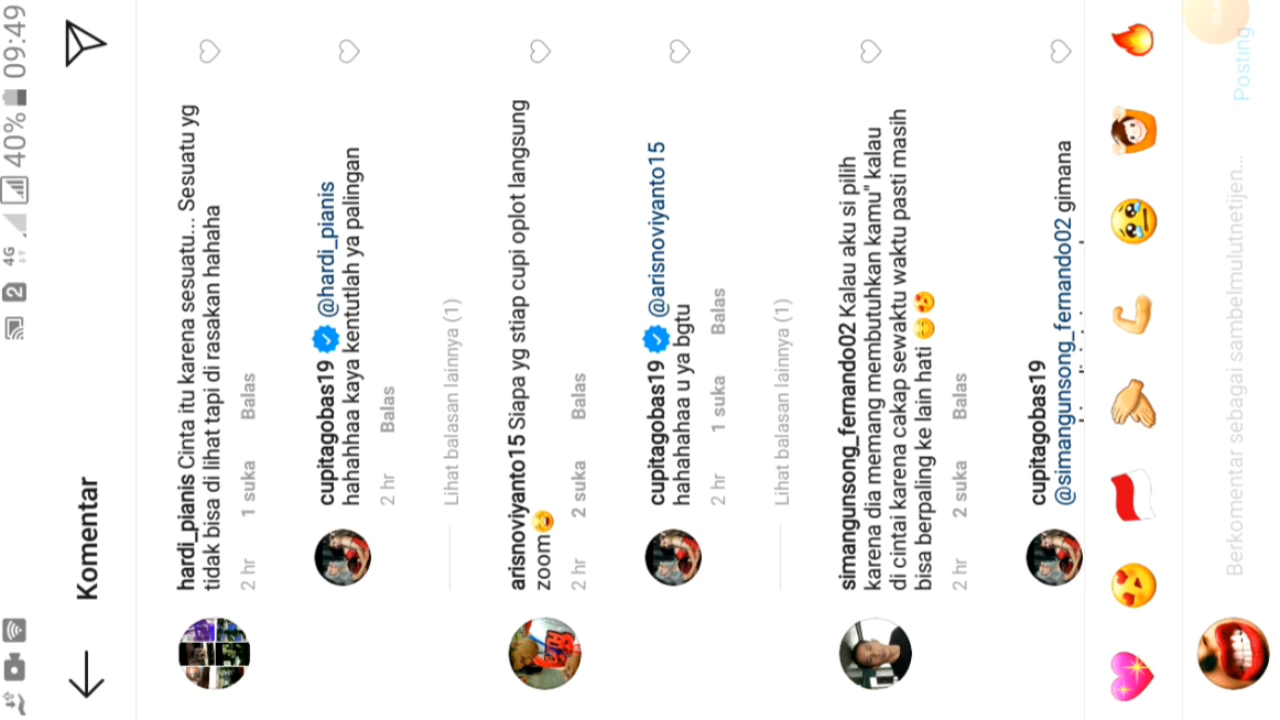 4G
40%
09:49
Komentar
hardi_pianis Cinta itu karena sesuatu... Sesuatu yg
tidak bisa di lihat tapi di rasakan hahaha
2 hr 1 suka Balas
cupitagobas19 @hardi_pianis
hahahhaa kaya kentutlah ya palingan
2 hr Balas
Lihat balasan lainnya (1)
arisnoviyanto15 Siapa yg stiap cupi oplot langsung
zoom
2 hr 2 suka Balas
cupitagobas19 @arisnoviyanto15
hahahahaa u ya bgtu
2 hr 1 suka Balas
Lihat balasan lainnya (1)
simangunsong_fernando02 Kalau aku si pilih
karena dia memang membutuhkan kamu" kalau
di cintai karena cakap sewaktu waktu pasti masih
bisa berpaling ke lain hati
2 hr 2 suka Balas
cupitagobas19
@simangunsong_fernando02 gimana
Berkomentar sebagai sambelmulutnetijen...
Posting